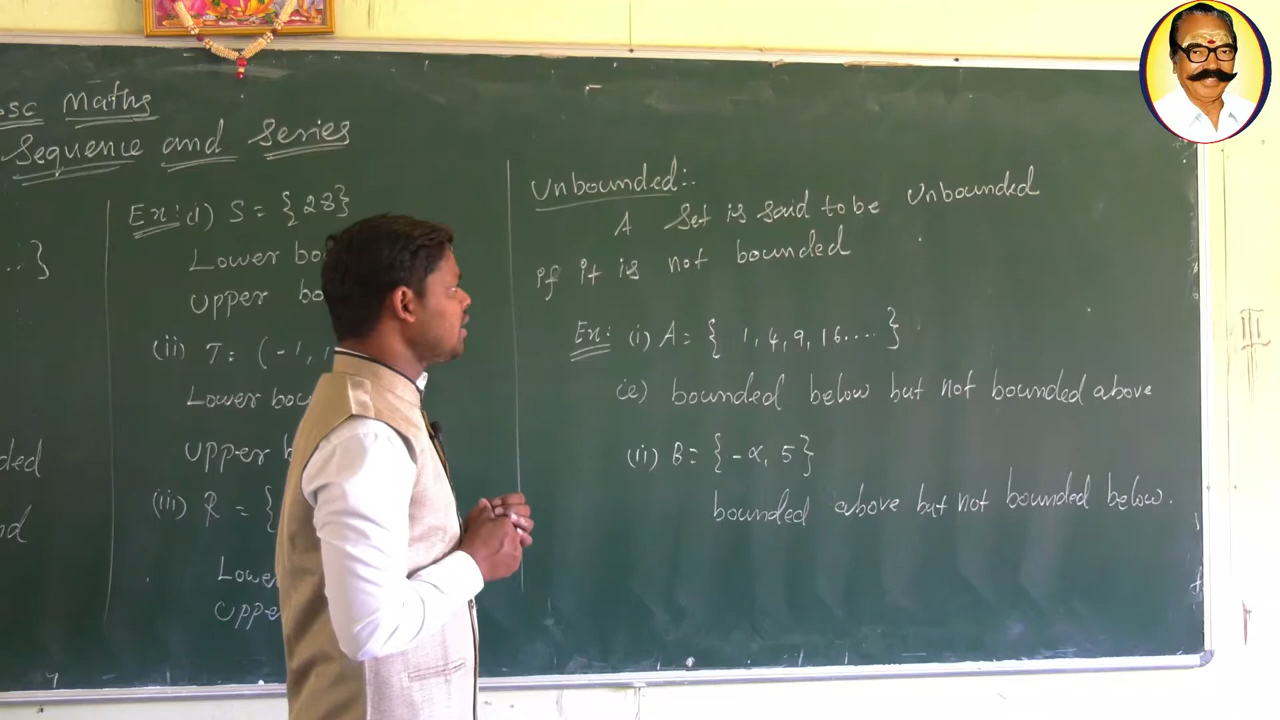 sc Maths
Sequence and Series
..}
ded
nd
Ex: (i) S = {28}
Lower bo
Upper bo
(ii) T: (-1, 1
Lower bou
Upper b
(iii) R = {
Lowe
Uppe
Unbounded:.
A Set is said to be Unbounded
if it is not bounded
Ex: (i) A = { 1, 4, 9, 16.... }
(ie) bounded below but not bounded above
(ii) B = {-α, 5}
bounded above but not bounded below.